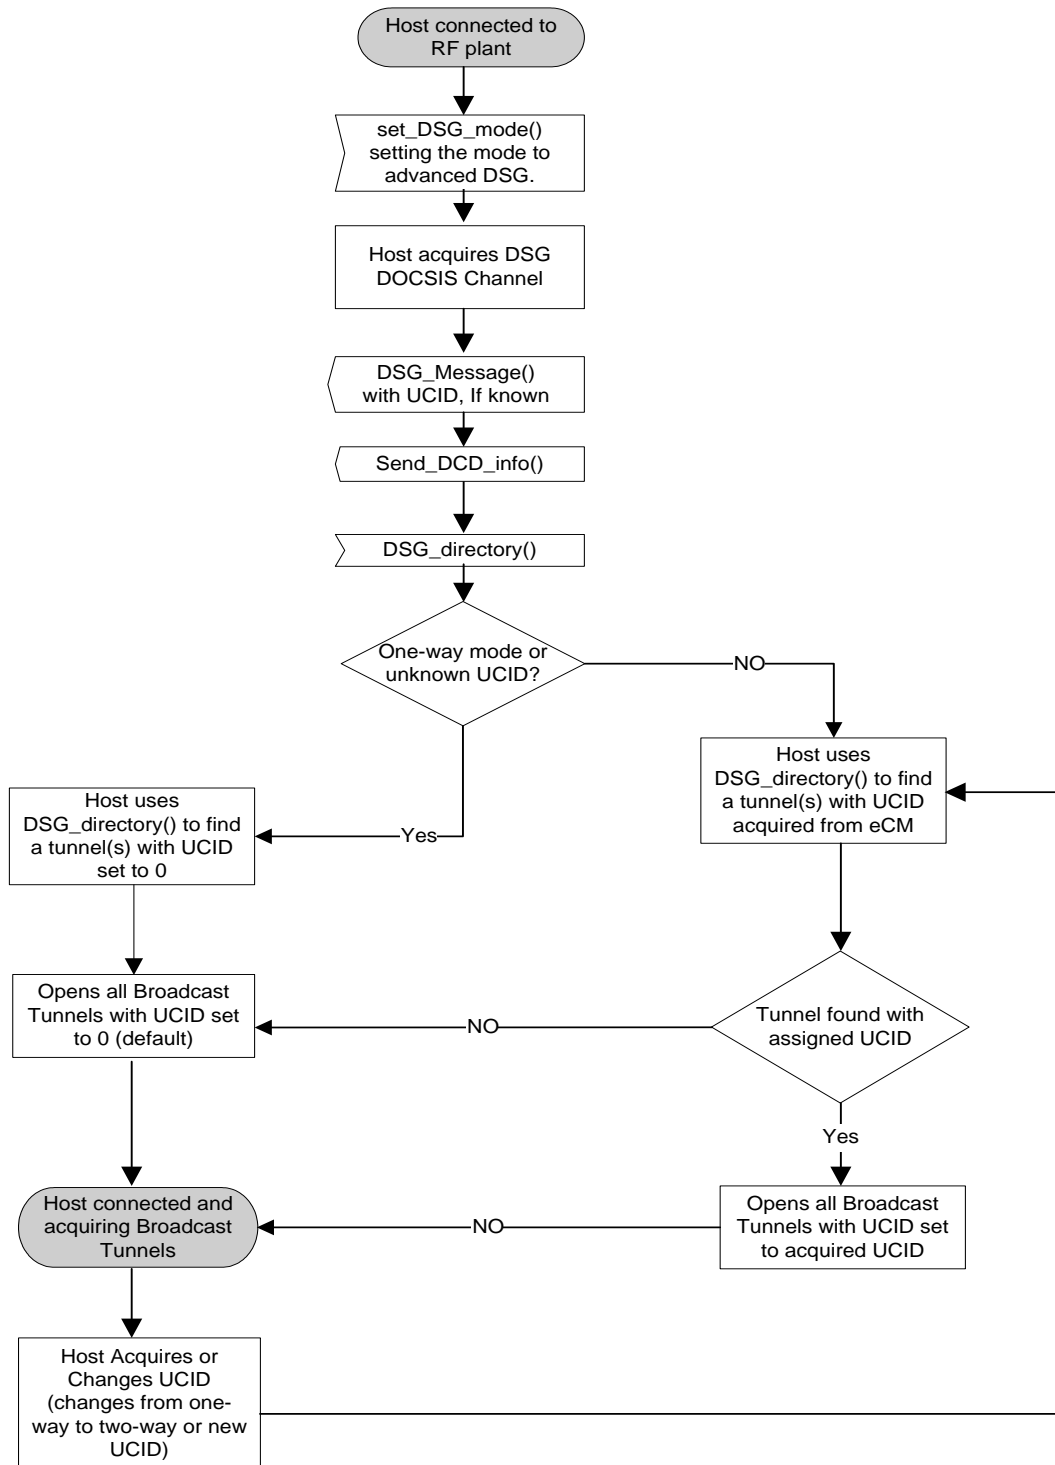 Host connected to
RF plant
set_DSG_mode()
setting the mode to
advanced DSG.
Host acquires DSG
DOCSIS Channel
DSG_Message()
with UCID, If known
Send_DCD_info()
DSG_directory()
One-way mode or
unknown UCID?
NO
Host uses
DSG_directory() to find
a tunnel(s) with UCID
acquired from eCM
Yes
Host uses
DSG_directory() to find
a tunnel(s) with UCID
set to 0
Opens all Broadcast
Tunnels with UCID set
to 0 (default)
NO
Tunnel found with
assigned UCID
Yes
Host connected and
acquiring Broadcast
Tunnels
NO
Opens all Broadcast
Tunnels with UCID set
to acquired UCID
Host Acquires or
Changes UCID
(changes from one-
way to two-way or new
UCID)